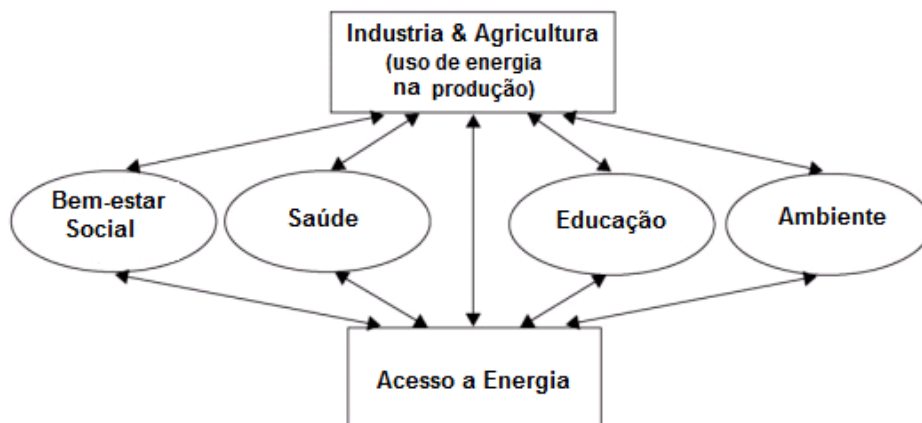 Industria & Agricultura
(uso de energia
na produção)
Bem-estar
Social
Saúde
Educação
Ambiente
Acesso a Energia